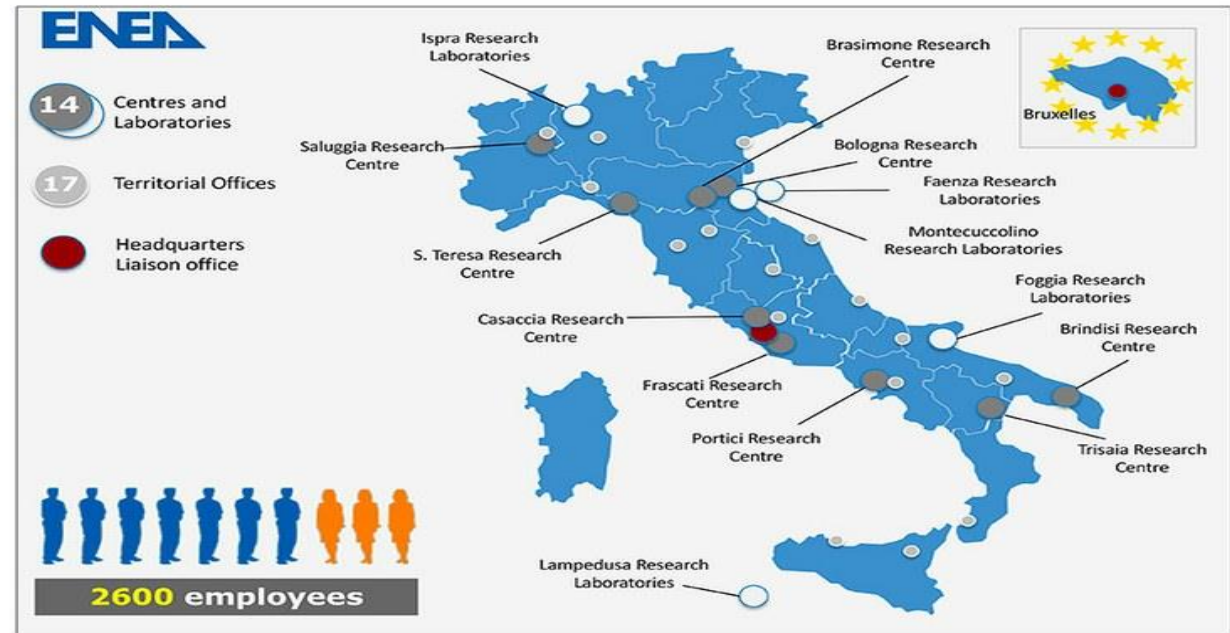 ENEA
14
Centres and
Laboratories
17
Territorial Offices
Headquarters
Liaison office
Ispra Research
Laboratories
Brasimone Research
Centre
Bruxelles
Saluggia Research
Centre
Bologna Research
Centre
Faenza Research
Laboratories
S. Teresa Research
Centre
Montecuccolino
Research Laboratories
Foggia Research
Laboratories
Casaccia Research
Centre
Brindisi Research
Centre
Frascati Research
Centre
Portici Research
Centre
Trisaia Research
Centre
Lampedusa Research
Laboratories
2600 employees